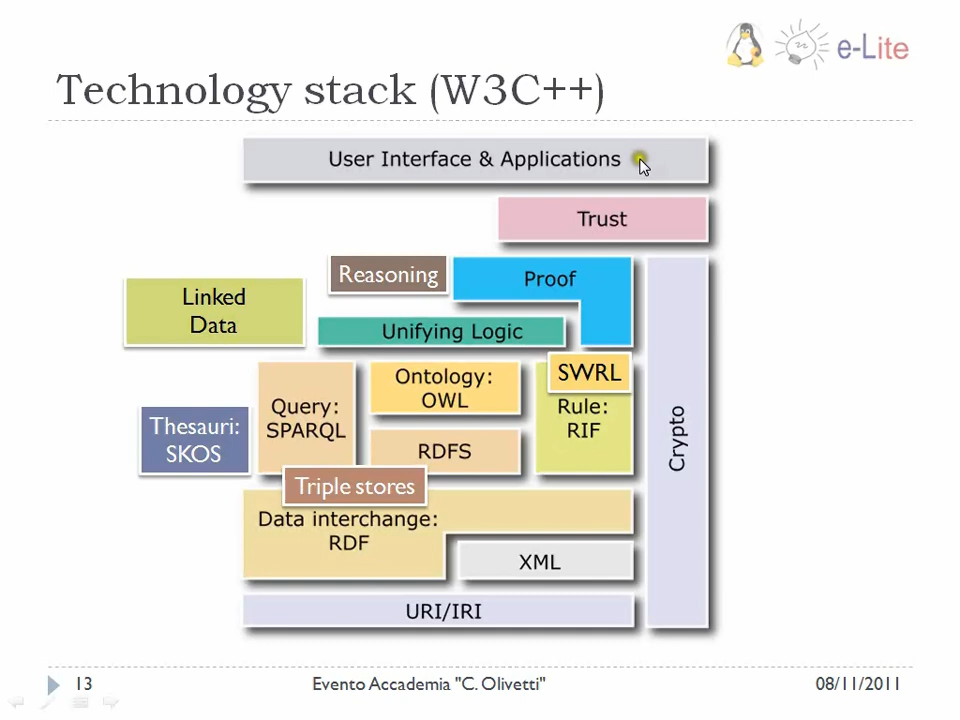 e-Lite
Technology stack (W3C++)
User Interface & Applications
Trust
Reasoning
Proof
Linked
Data
Unifying Logic
SWRL
Ontology:
OWL
Query:
SPARQL
Rule:
RIF
Thesauri:
SKOS
RDFS
Crypto
Triple stores
Data interchange:
RDF
XML
URI/IRI
13
Evento Accademia "C. Olivetti"
08/11/2011